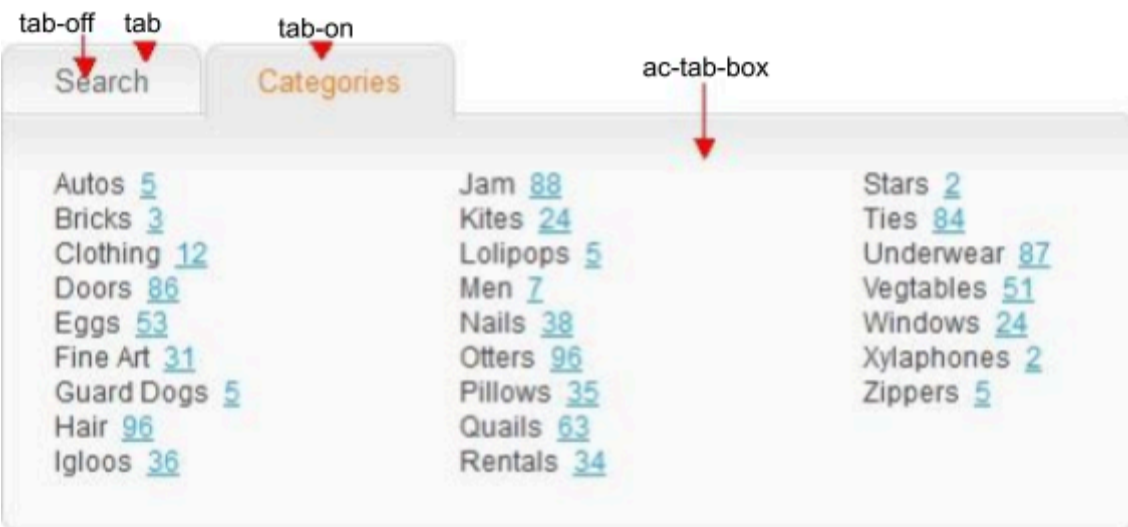 tab-off tab tab-on
ac-tab-box
Search Categories
Autos 5
Bricks 3
Clothing 12
Doors 86
Eggs 53
Fine Art 31
Guard Dogs 5
Hair 96
Igloos 36
Jam 88
Kites 24
Lolipops 5
Men 7
Nails 38
Otters 96
Pillows 35
Quails 63
Rentals 34
Stars 2
Ties 84
Underwear 87
Vegtables 51
Windows 24
Xylaphones 2
Zippers 5